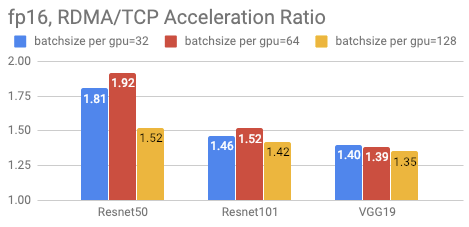 fp16, RDMA/TCP Acceleration Ratio
batchsize per gpu=32 batchsize per gpu=64 batchsize per gpu=128
2.00
1.75
1.50
1.25
1.00
1.81 1.92 1.52
1.46 1.52 1.42
1.40 1.39 1.35
Resnet50 Resnet101 VGG19